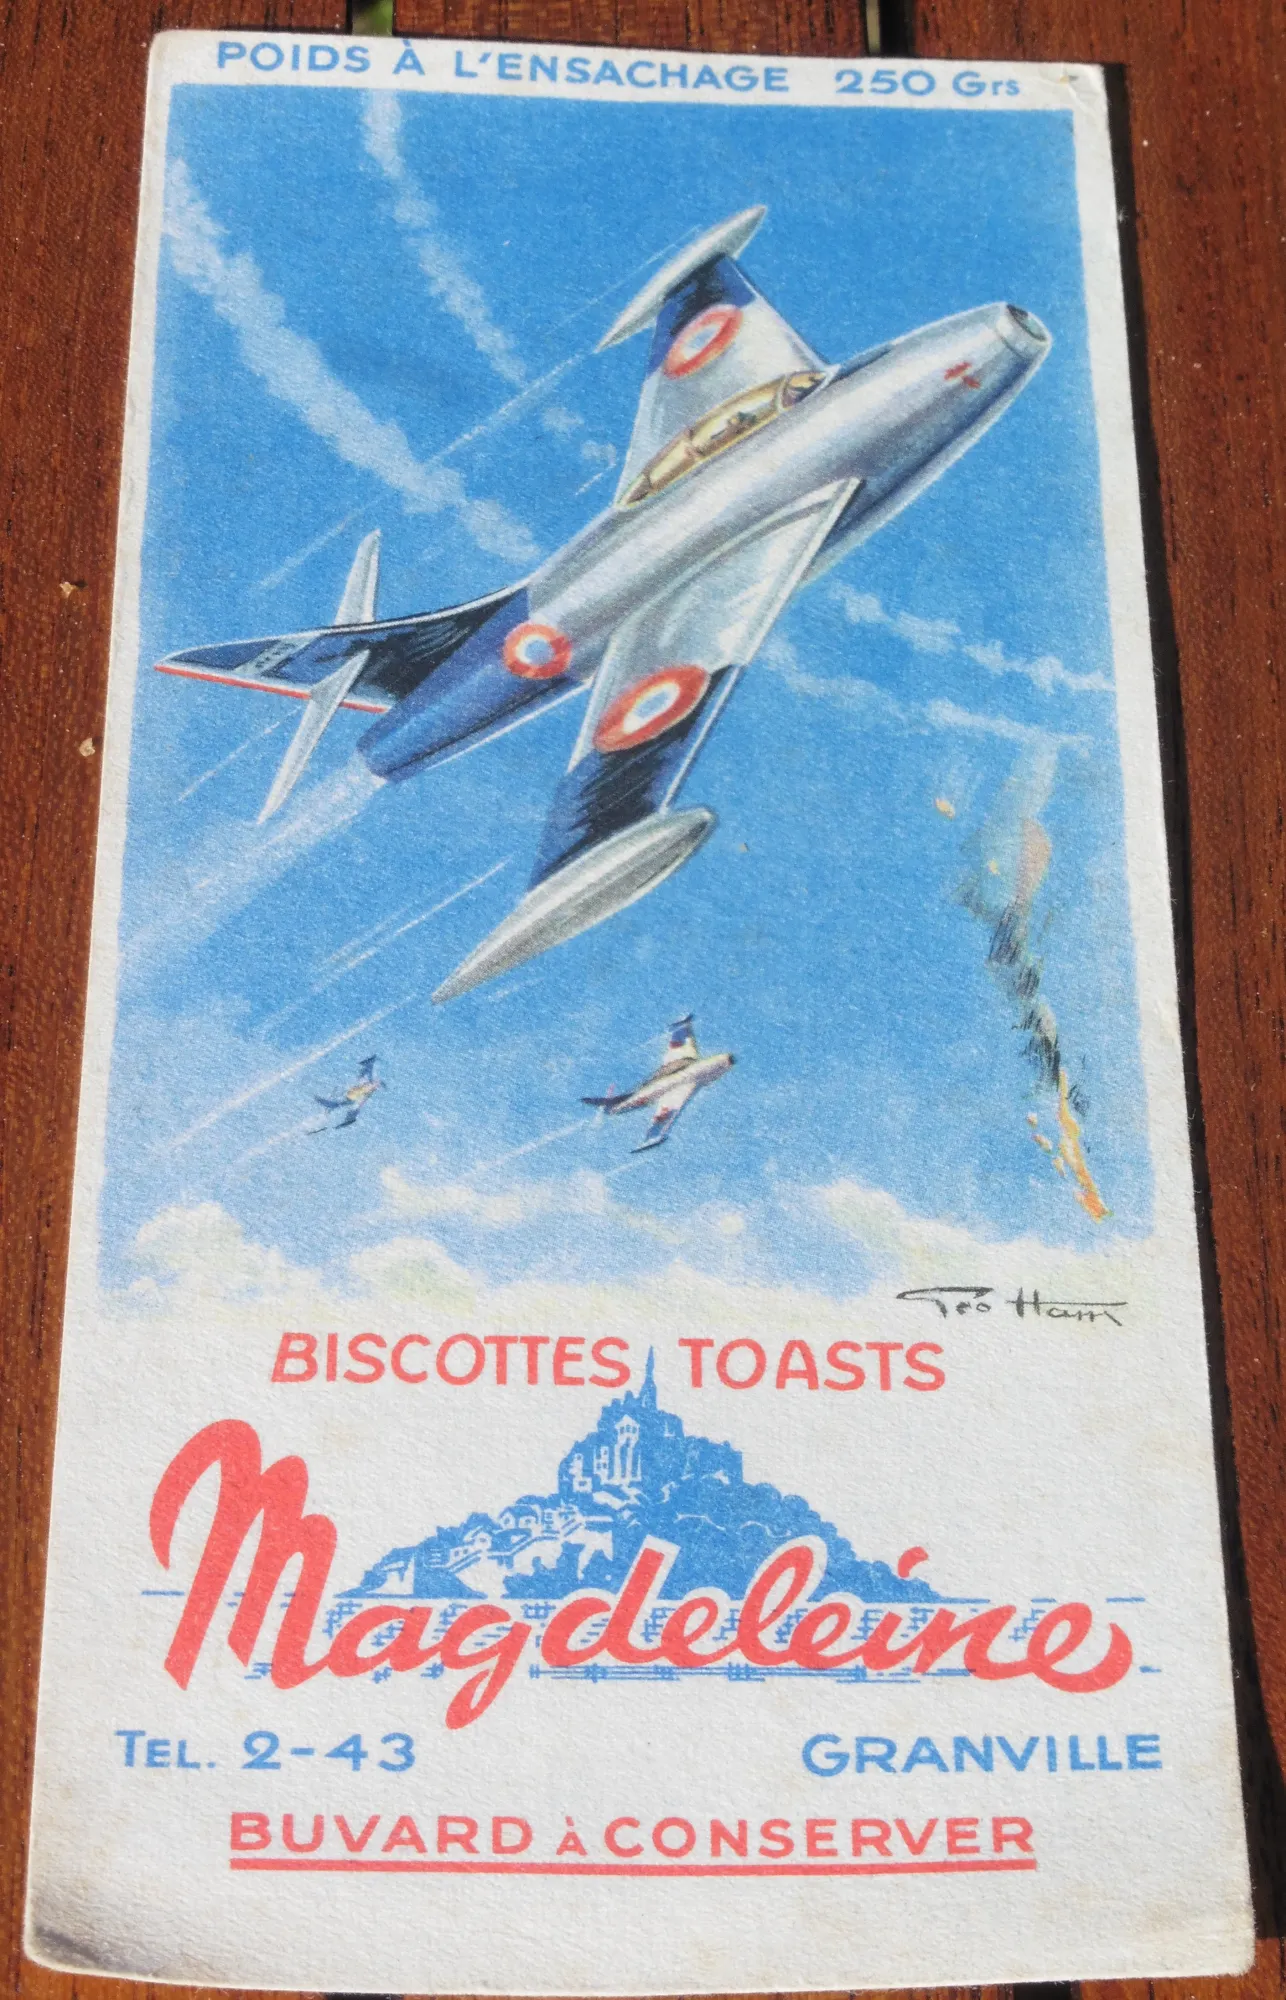 POIDS À L'ENSACHAGE 250 Grs
Géo Ham
BISCOTTES TOASTS
Magdeleine
TEL. 2-43 GRANVILLE
BUVARD À CONSERVER